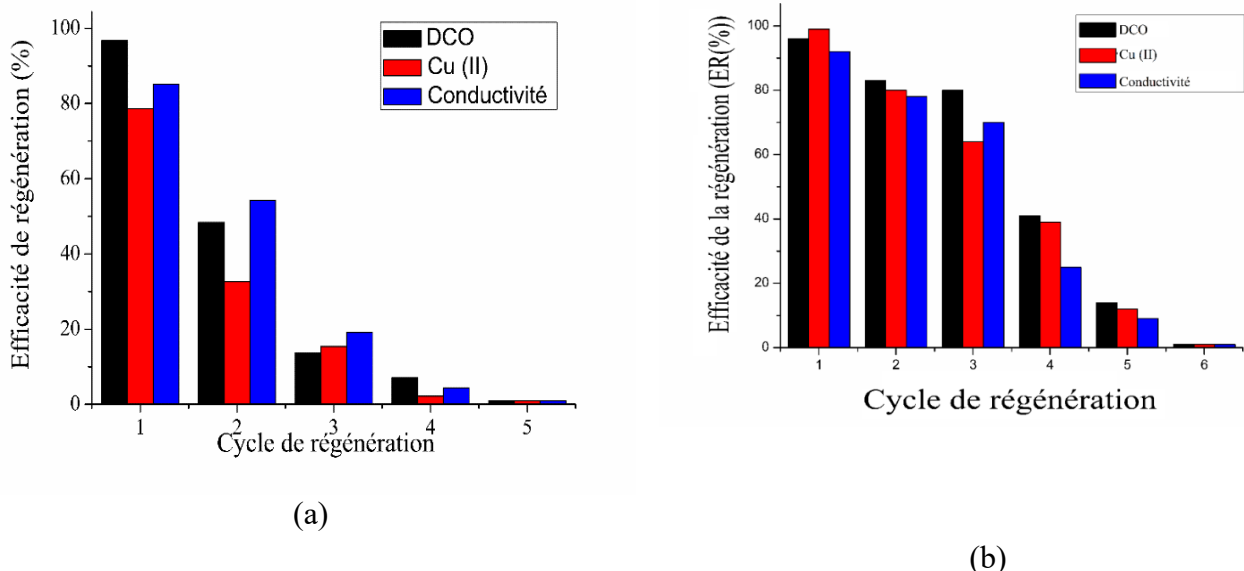 Efficacité de régénération (%)
100
80
60
40
20
0
DCO
Cu (II)
Conductivité
1 2 3 4 5
Cycle de régénération
(a)
Efficacité de la régénération (ER(%))
100
80
60
40
20
0
DCO
Cu (II)
Conductivité
1 2 3 4 5 6
Cycle de régénération
(b)